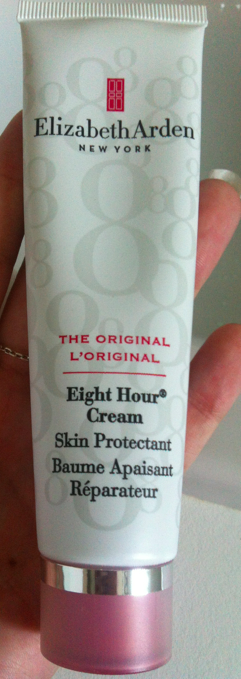 Elizabeth Arden
NEW YORK
THE ORIGINAL
L'ORIGINAL
Eight Hour®
Cream
Skin Protectant
Baume Apaisant
Réparateur